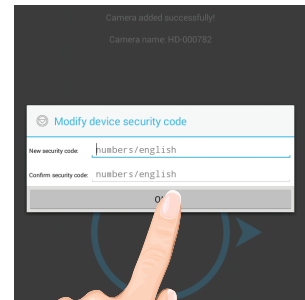 Camera added successfully!
Camera name: HD-000782
Modify device security code
New security code: numbers/english
Confirm security code: numbers/english